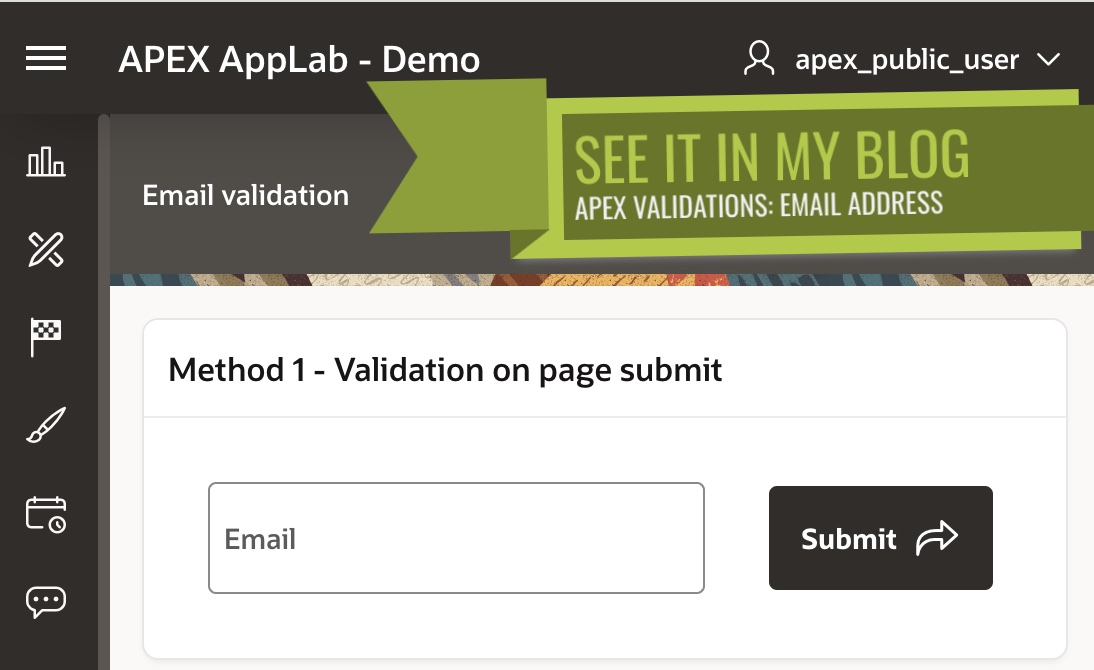 APEX AppLab - Demo
apex_public_user
SEE IT IN MY BLOG
APEX VALIDATIONS: EMAIL ADDRESS
Email validation
Method 1 - Validation on page submit
Email
Submit